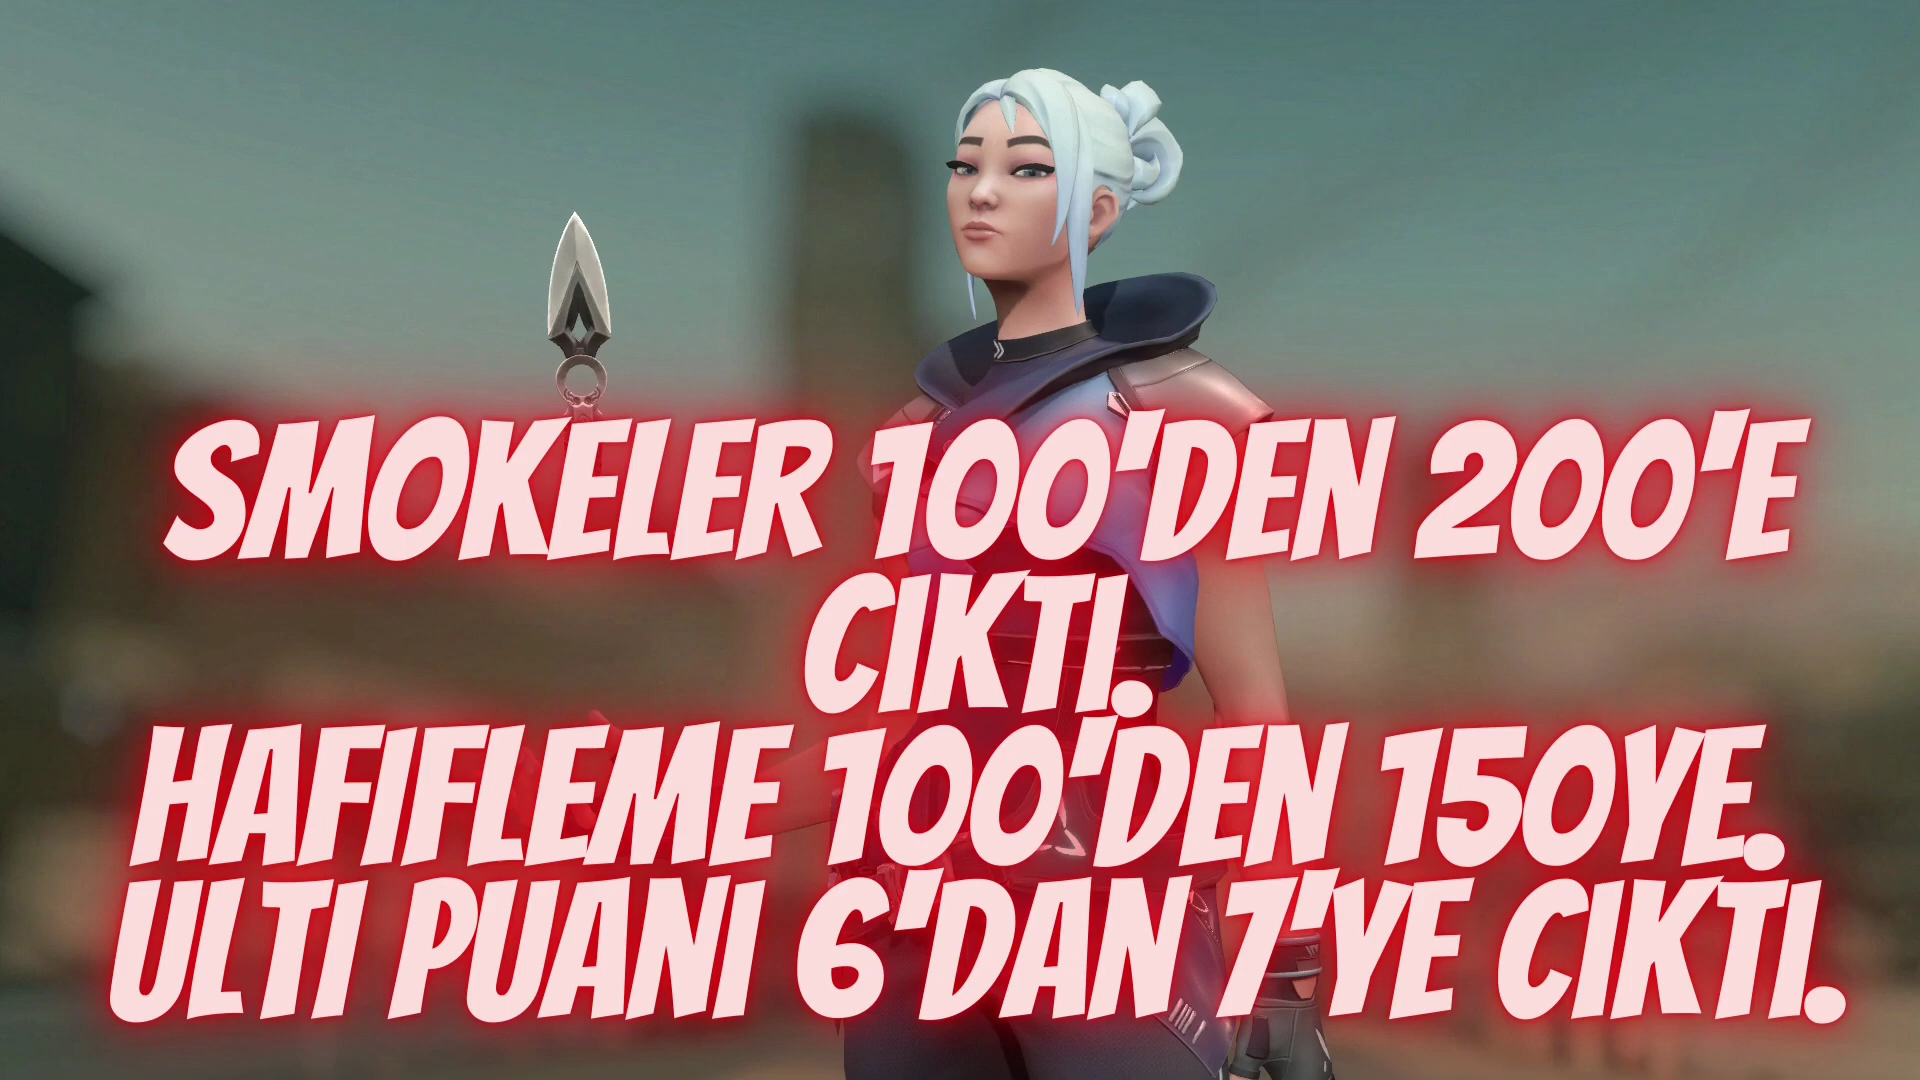 SMOKELER 100'DEN 200'E
CIKTI.
HAFIFLEME 100'DEN 150YE.
ULTI PUANI 6'DAN 7'YE CIKTI.